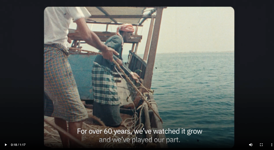 For over 60 years, we've watched it grow
and we've played our part.